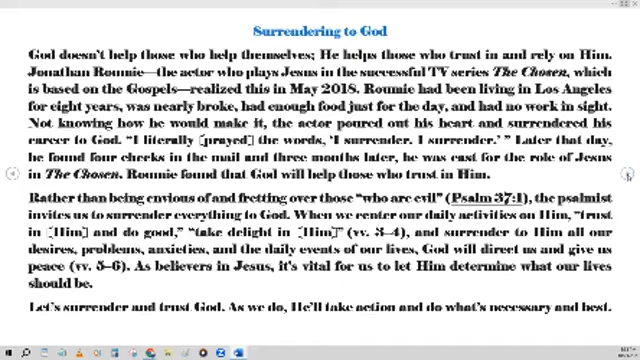 Surrendering to God
God doesn't help those who help themselves; He helps those who trust in and rely on Him.
Jonathan Roumie—the actor who plays Jesus in the successful TV series The Chosen, which
is based on the Gospels—realized this in May 2018. Roumie had been living in Los Angeles
for eight years, was nearly broke, had enough food just for the day, and had no work in sight.
Not knowing how he would make it, the actor poured out his heart and surrendered his
career to God. “I literally [prayed] the words, ‘I surrender. I surrender.’ ” Later that day,
he found four checks in the mail and three months later, he was cast for the role of Jesus
in The Chosen. Roumie found that God will help those who trust in Him.
Rather than being envious of and fretting over those “who are evil” (Psalm 37:1), the psalmist
invites us to surrender everything to God. When we center our daily activities on Him, “trust
in [Him] and do good,” “take delight in [Him]” (vv. 3–4), and surrender to Him all our
desires, problems, anxieties, and the daily events of our lives, God will direct us and give us
peace (vv. 5–6). As believers in Jesus, it's vital for us to let Him determine what our lives
should be.
Let's surrender and trust God. As we do, He'll take action and do what's necessary and best.